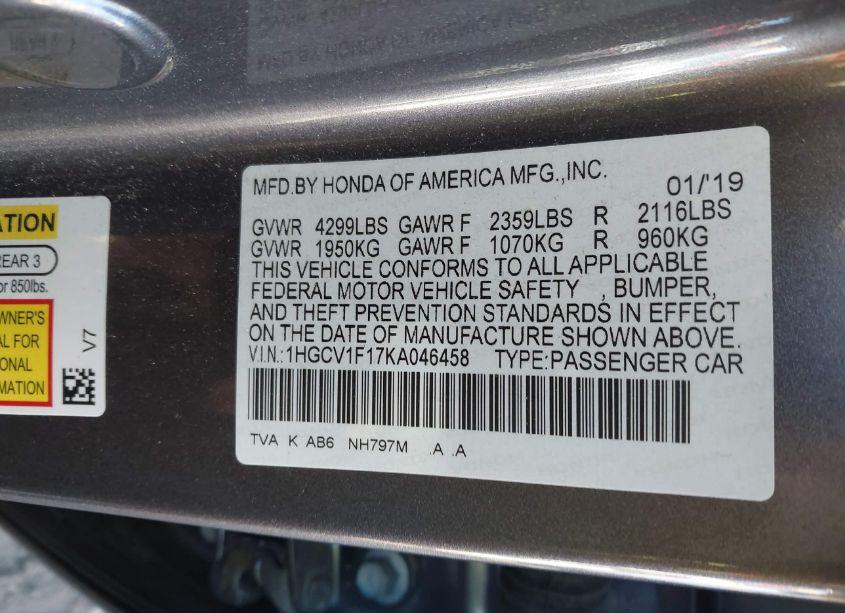 MFD.BY HONDA OF AMERICA MFG.,INC. 01/'19
GVWR 4299LBS GAWR F 2359LBS R 2116LBS
GVWR 1950KG GAWR F 1070KG R 960KG
THIS VEHICLE CONFORMS TO ALL APPLICABLE
FEDERAL MOTOR VEHICLE SAFETY , BUMPER,
AND THEFT PREVENTION STANDARDS IN EFFECT
ON THE DATE OF MANUFACTURE SHOWN ABOVE.
V.I.N.:1HGCV1F17KA046458 TYPE:PASSENGER CAR
TVA K AB6 NH797M .A .A
ATION
REAR 3
or 850lbs.
WNER'S
AL FOR
IONAL
MATION
V7